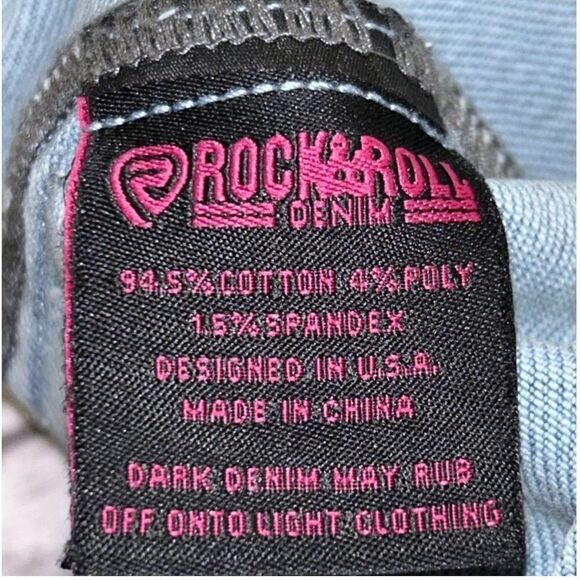 ROCK & ROLL
DENIM
94.5% COTTON 4% POLY
1.5% SPANDEX
DESIGNED IN U.S.A.
MADE IN CHINA
DARK DENIM MAY RUB
OFF ONTO LIGHT CLOTHING